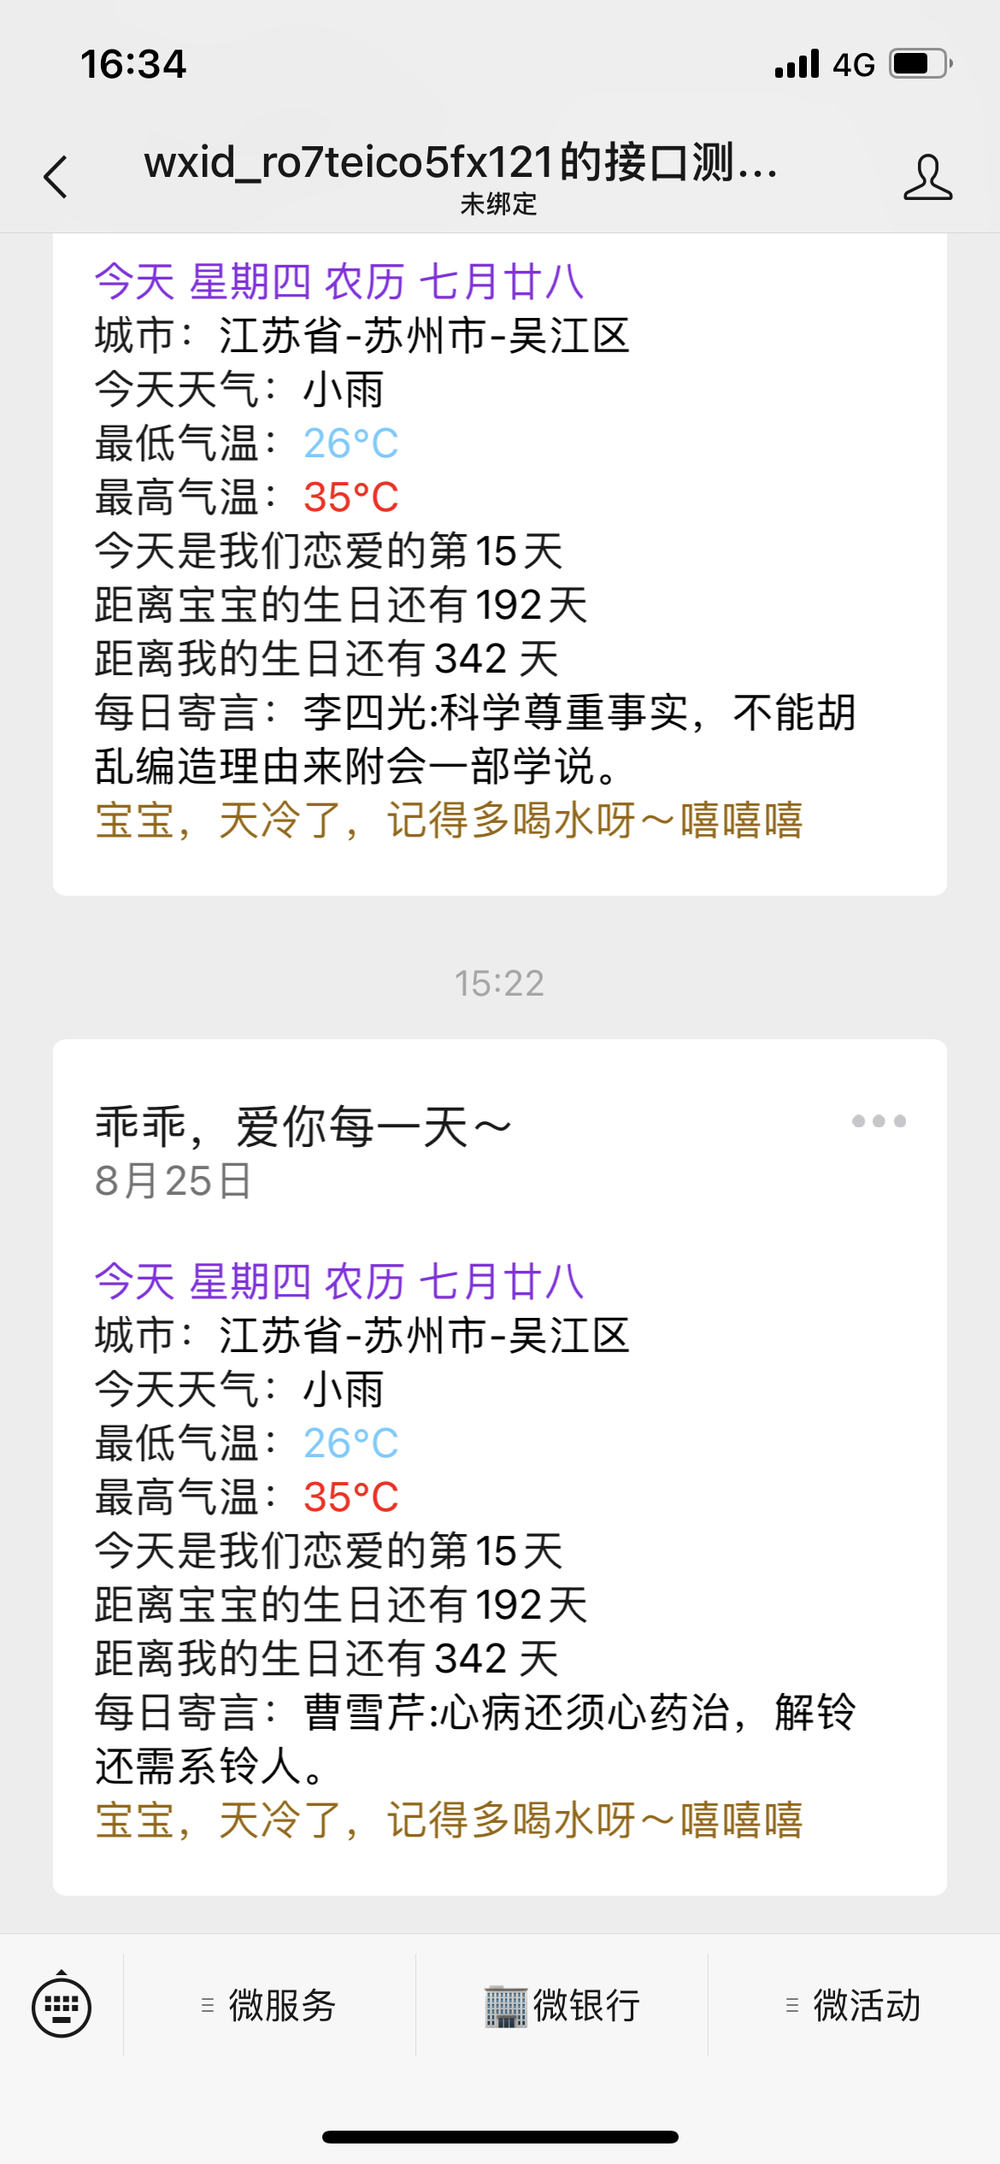 16:34
4G
wxid_ro7teico5fx121的接口测...
未绑定
今天 星期四 农历 七月廿八
城市：江苏省-苏州市-吴江区
今天天气：小雨
最低气温：26°C
最高气温：35°C
今天是我们恋爱的第15天
距离宝宝的生日还有192天
距离我的生日还有342 天
每日寄言：李四光:科学尊重事实，不能胡
乱编造理由来附会一部学说。
宝宝，天冷了，记得多喝水呀～嘻嘻嘻
15:22
乖乖，爱你每一天～
8月25日
今天 星期四 农历 七月廿八
城市：江苏省-苏州市-吴江区
今天天气：小雨
最低气温：26°C
最高气温：35°C
今天是我们恋爱的第15天
距离宝宝的生日还有192天
距离我的生日还有342 天
每日寄言：曹雪芹:心病还须心药治，解铃
还需系铃人。
宝宝，天冷了，记得多喝水呀～嘻嘻嘻
微服务
微银行
微活动